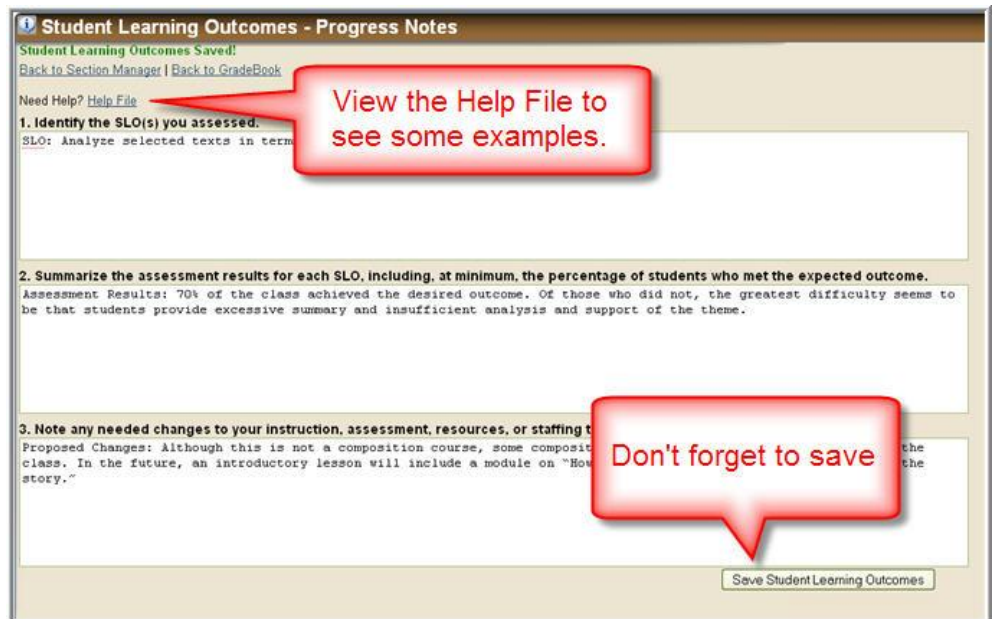 Student Learning Outcomes - Progress Notes
Student Learning Outcomes Saved!
Back to Section Manager | Back to GradeBook
Need Help? Help File
View the Help File to
see some examples.
1. Identify the SLO(s) you assessed.
SLO: Analyze selected texts in
2. Summarize the assessment results for each SLO, including, at minimum, the percentage of students who met the expected outcome.
Assessment Results: 70% of the class achieved the desired outcome. Of those who did not, the greatest difficulty seems to
be that students provide excessive summary and insufficient analysis and support of the theme.
3. Note any needed changes to your instruction, assessment, resources, or staffing
Proposed Changes: Although this is not a composition course, some the
class. In the future, an introductory lesson will include a module on the
story."
Don't forget to save
Save Student Learning Outcomes